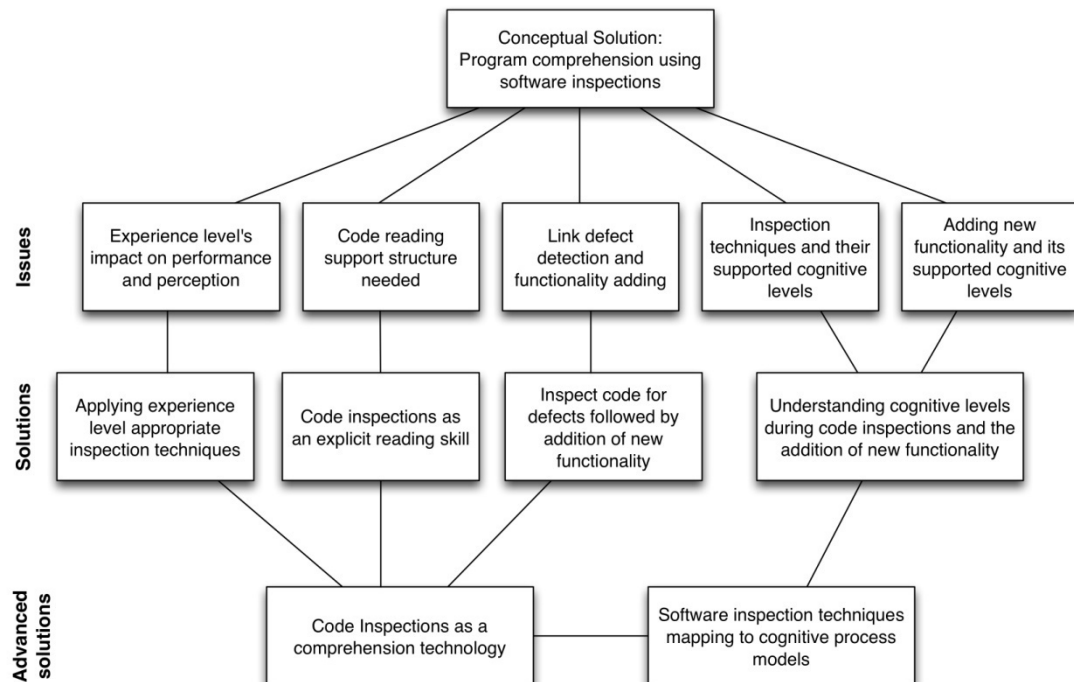 Conceptual Solution:
Program comprehension using
software inspections
Issues
Experience level's
impact on performance
and perception
Code reading
support structure
needed
Link defect
detection and
functionality adding
Inspection
techniques and their
supported cognitive
levels
Adding new
functionality and its
supported cognitive
levels
Solutions
Applying experience
level appropriate
inspection techniques
Code inspections as
an explicit reading skill
Inspect code for
defects followed by
addition of new
functionality
Understanding cognitive levels
during code inspections and the
addition of new functionality
Advanced
solutions
Code Inspections as a
comprehension technology
Software inspection techniques
mapping to cognitive process
models